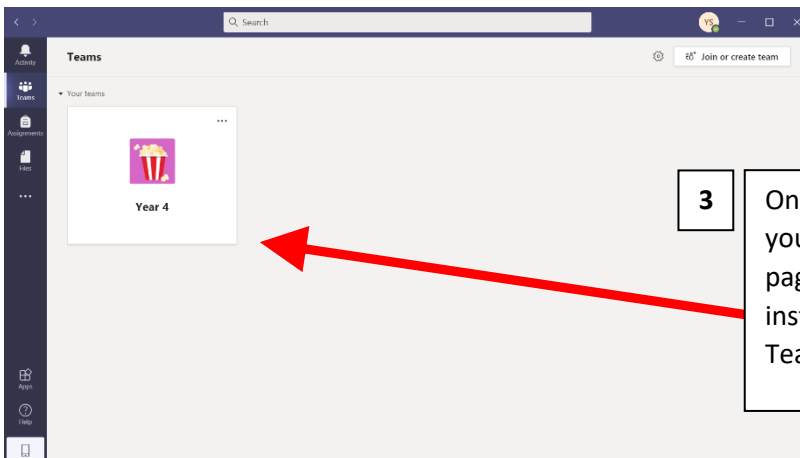 Search
YS
Activity
Teams
Join or create team
Teams
Your teams
Assignments
Files
Year 4
3
On
you
pag
inst
Tea
Apps
Help